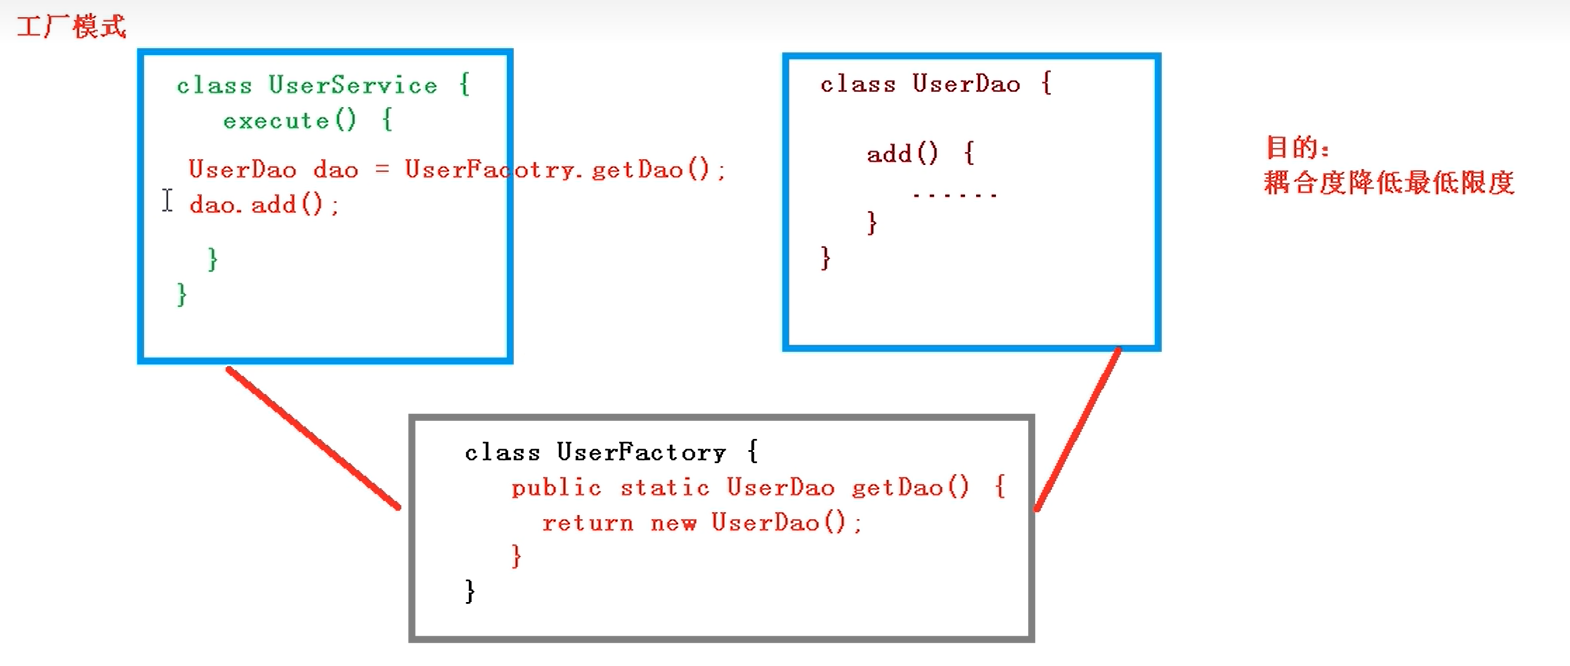 工厂模式
class UserService {
execute() {
UserDao dao = UserFacotry.getDao();
dao.add();
}
}
class UserDao {
add() {
......
}
}
目的：
耦合度降低最低限度
class UserFactory {
public static UserDao getDao() {
return new UserDao();
}
}